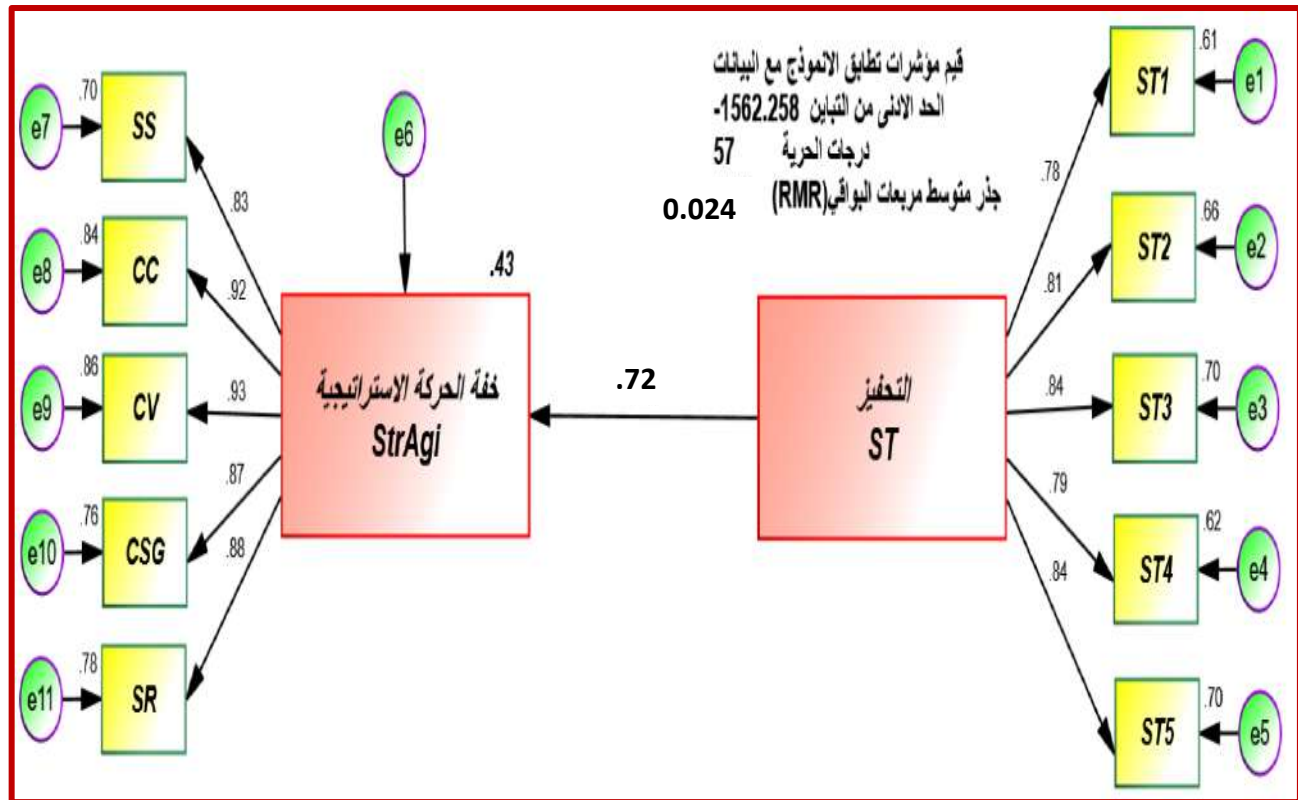 قيم مؤشرات تطابق الانموذج مع البيانات
الحد الادنى من التباين 1562.258-
درجات الحرية 57
جذر متوسط مربعات البواقي(RMR) 0.024
e7
.70
SS
.83
e8
.84
CC
.92
e9
.86
CV
.93
e10
.76
CSG
.87
e11
.78
SR
.88
e6
.43
خفة الحركة الاستراتيجية
StrAgi
.72
التحفيز
ST
.78
ST1
.61
e1
.81
ST2
.66
e2
.84
ST3
.70
e3
.79
ST4
.62
e4
.84
ST5
.70
e5